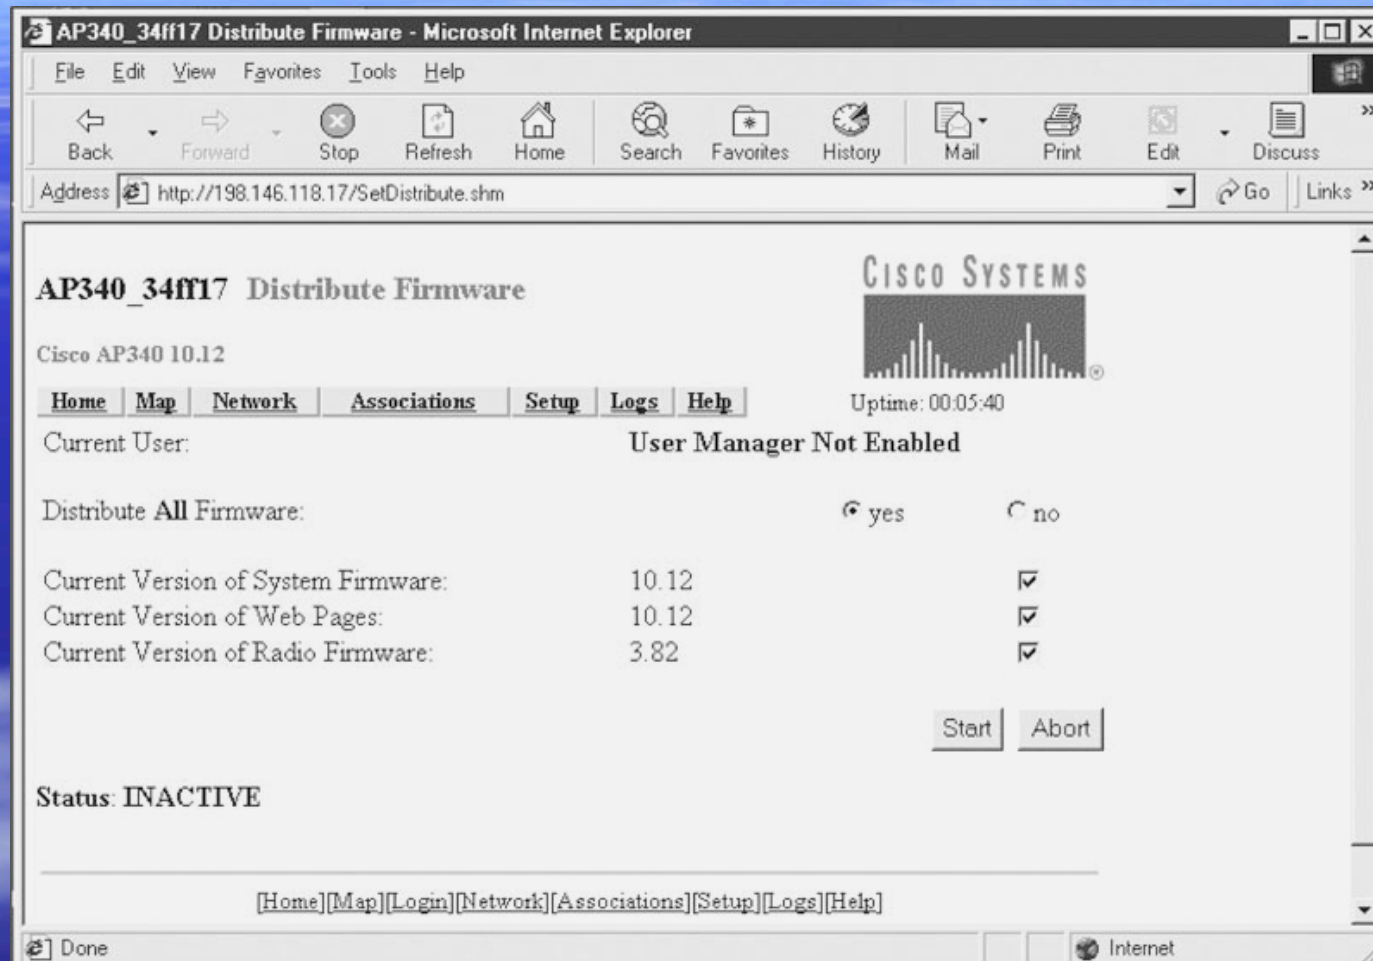 AP340_34ff17 Distribute Firmware - Microsoft Internet Explorer
File Edit View Favorites Tools Help
Back Forward Stop Refresh Home Search Favorites History Mail Print Edit Discuss
Address http://198.146.118.17/SetDistribute.shm Go Links
AP340_34ff17 Distribute Firmware
CISCO SYSTEMS
Cisco AP340 10.12
Home Map Network Associations Setup Logs Help
Uptime: 00:05:40
Current User: User Manager Not Enabled
Distribute All Firmware: yes no
Current Version of System Firmware: 10.12
Current Version of Web Pages: 10.12
Current Version of Radio Firmware: 3.82
Start Abort
Status: INACTIVE
[Home][Map][Login][Network][Associations][Setup][Logs][Help]
Done Internet